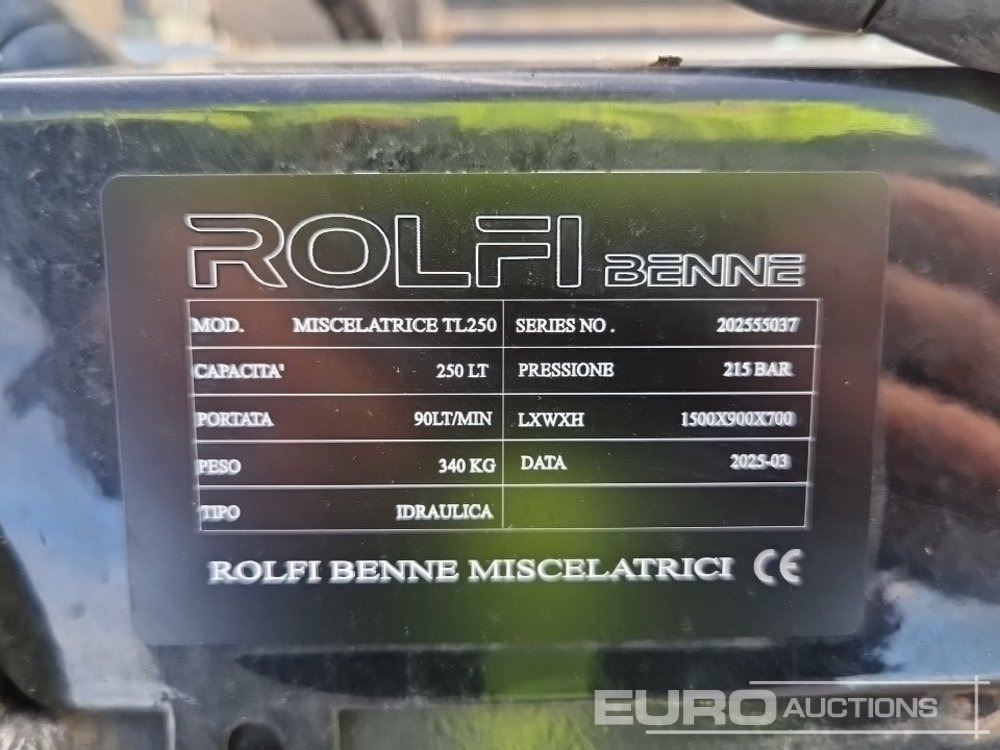 ROLFI BENNE
MOD. MISCELATRICE TL250 SERIES NO . 202555037
CAPACITA' 250 LT PRESSIONE 215 BAR
PORTATA 90LT/MIN LXWXH 1500X900X700
PESO 340 KG DATA 2025-03
TIPO IDRAULICA
ROLFI BENNE MISCELATRICI CE
EURO AUCTIONS